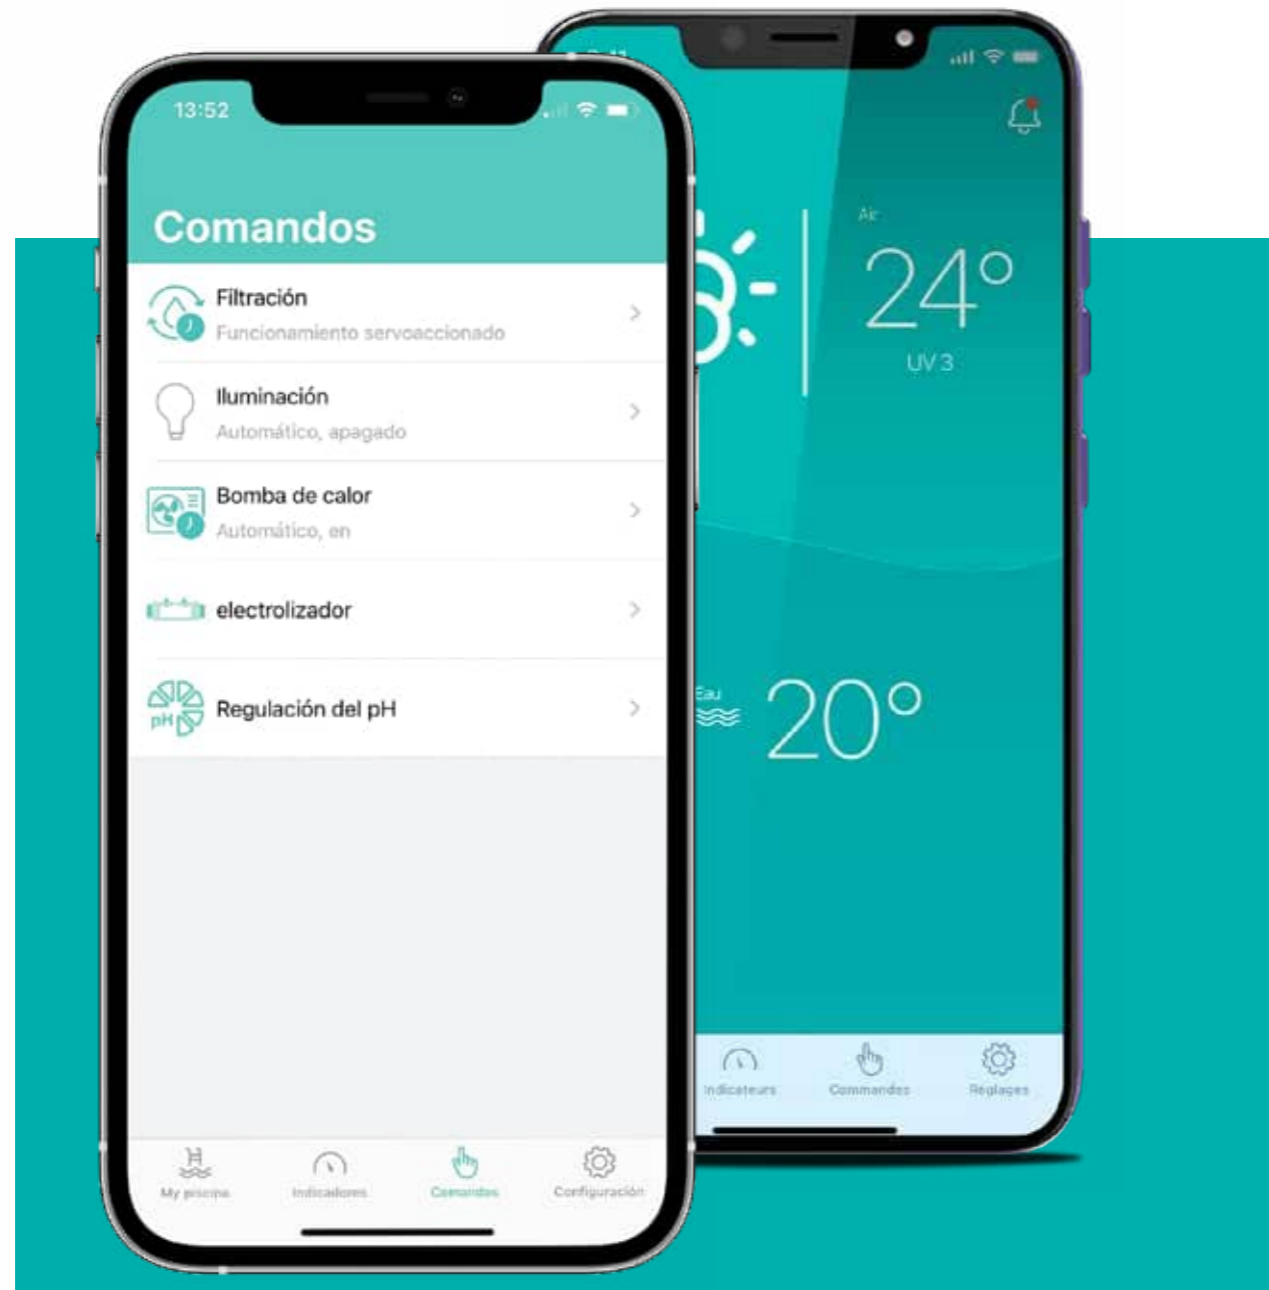 13:52
Comandos
Filtración
Funcionamiento servoaccionado
Iluminación
Automático, apagado
Bomba de calor
Automático, en
electrolizador
pH
Regulación del pH
My piscina
Indicadores
Comandos
Configuración
Air
24°
UV 3
Eau
20°
Indicateurs
Commandes
Réglages